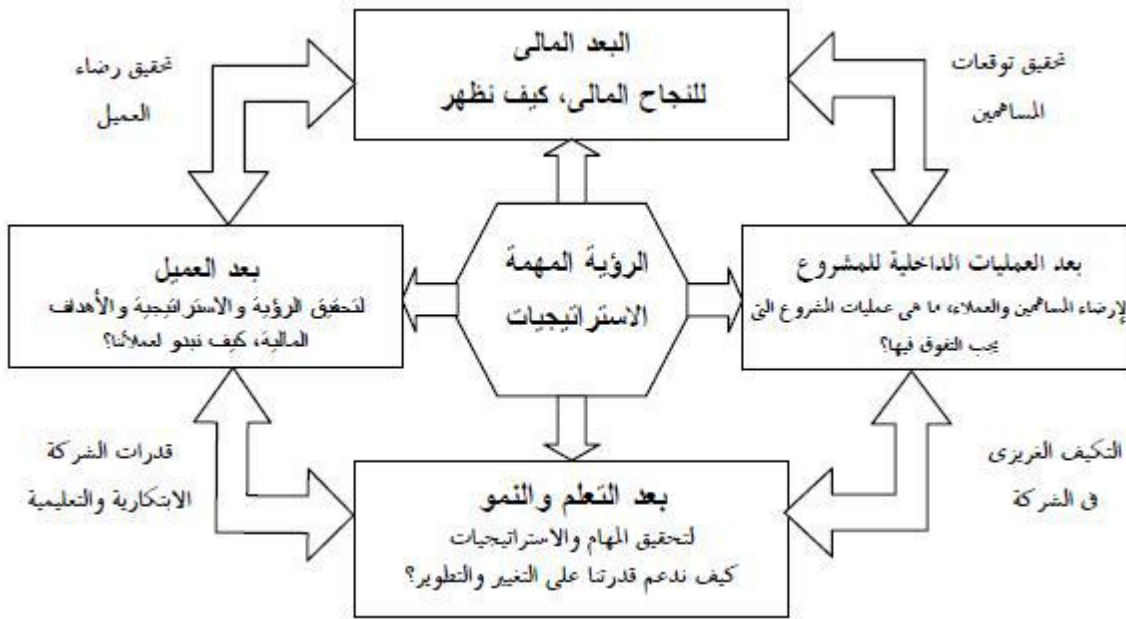 البعد المالى
للنجاح المالى، كيف نظهر
تحقيق توقعات
المساهمين
تحقيق رضاء
العميل
الرؤية المهمة
الاستراتيجيات
بعد العمليات الداخلية للمشروع
لإرضاء المساهمين والعملاء، ما هى عمليات المشروع التى
يجب التفوق فيها؟
بعد العميل
لتحقيق الرؤية والاستراتيجية والأهداف
المالية، كيف نبدو لعملائنا؟
التكيف الغريزى
فى الشركة
قدرات الشركة
الابتكارية والتعليمية
بعد التعلم والنمو
لتحقيق المهام والاستراتيجيات
كيف ندعم قدرتنا على التغيير والتطوير؟